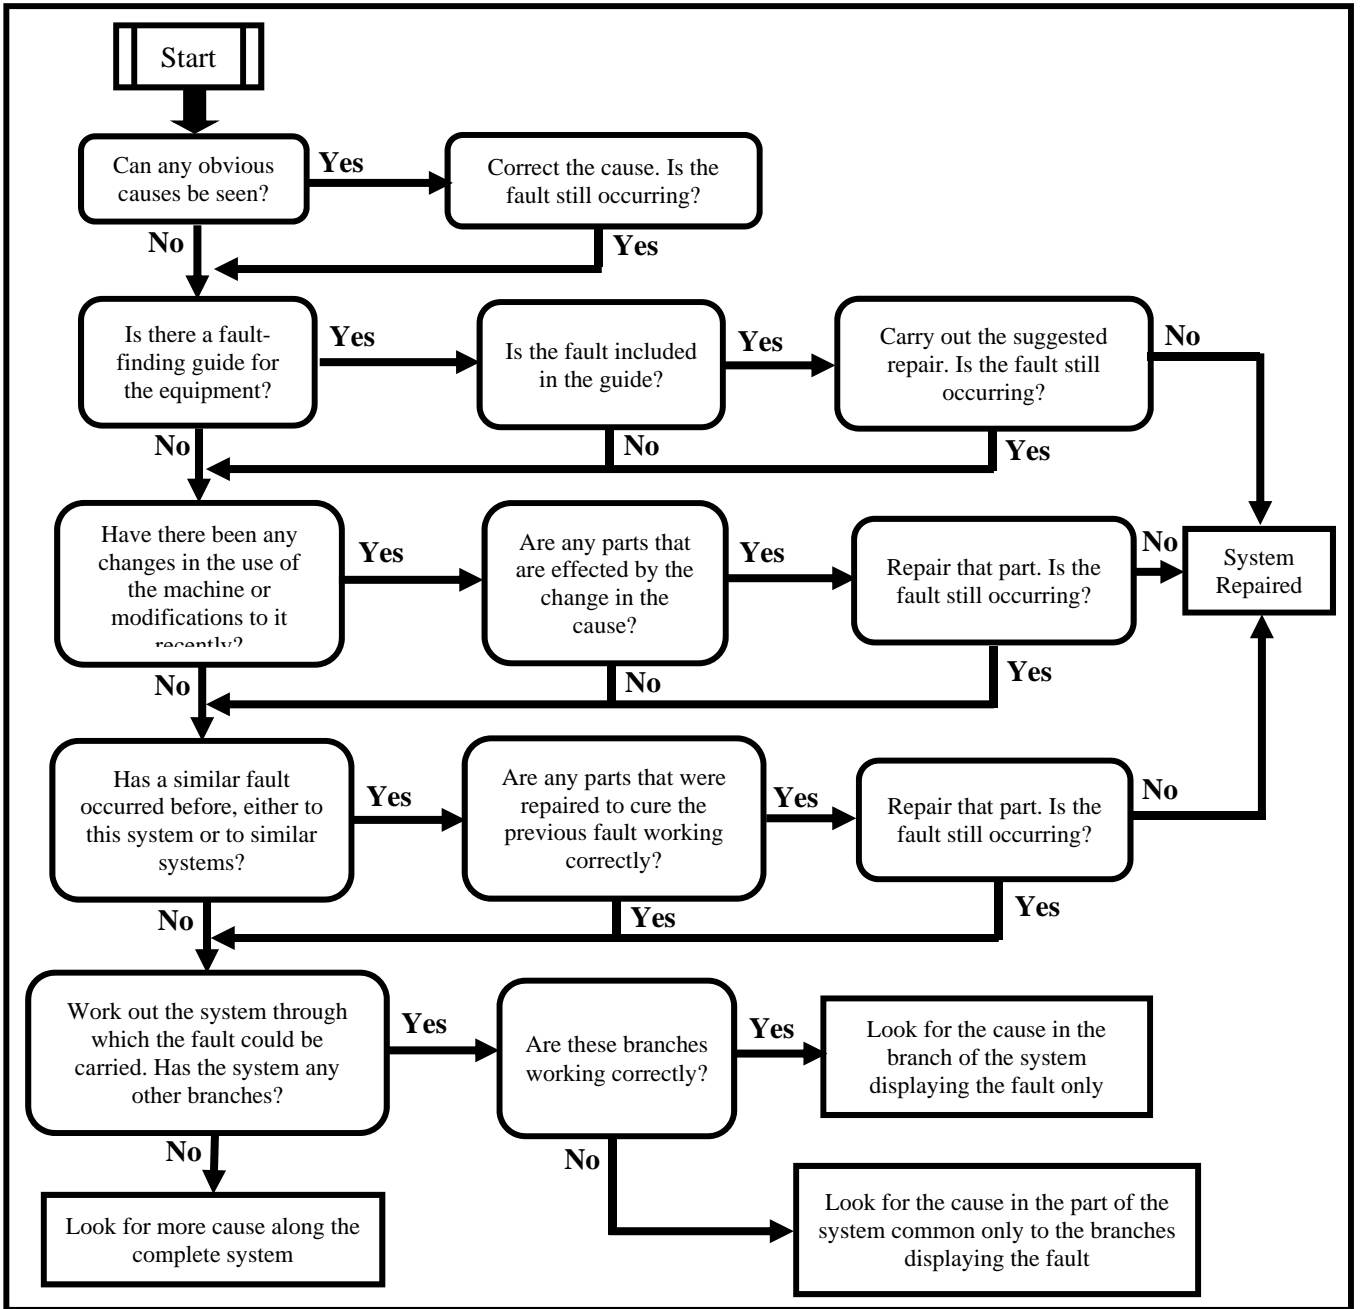 Start
Can any obvious
causes be seen?
Yes
Correct the cause. Is the
fault still occurring?
No
Yes
Is there a fault-
finding guide for
the equipment?
Yes
Is the fault included
in the guide?
Yes
Carry out the suggested
repair. Is the fault still
occurring?
No
No
No
Yes
Have there been any
changes in the use of
the machine or
modifications to it
recently?
Yes
Are any parts that
are effected by the
change in the
cause?
Yes
Repair that part. Is the
fault still occurring?
No
System
Repaired
No
No
Yes
Has a similar fault
occurred before, either to
this system or to similar
systems?
Yes
Are any parts that were
repaired to cure the
previous fault working
correctly?
Yes
Repair that part. Is the
fault still occurring?
No
No
Yes
Yes
Work out the system through
which the fault could be
carried. Has the system any
other branches?
Yes
Are these branches
working correctly?
Yes
Look for the cause in the
branch of the system
displaying the fault only
No
No
Look for more cause along the
complete system
Look for the cause in the part of the
system common only to the branches
displaying the fault